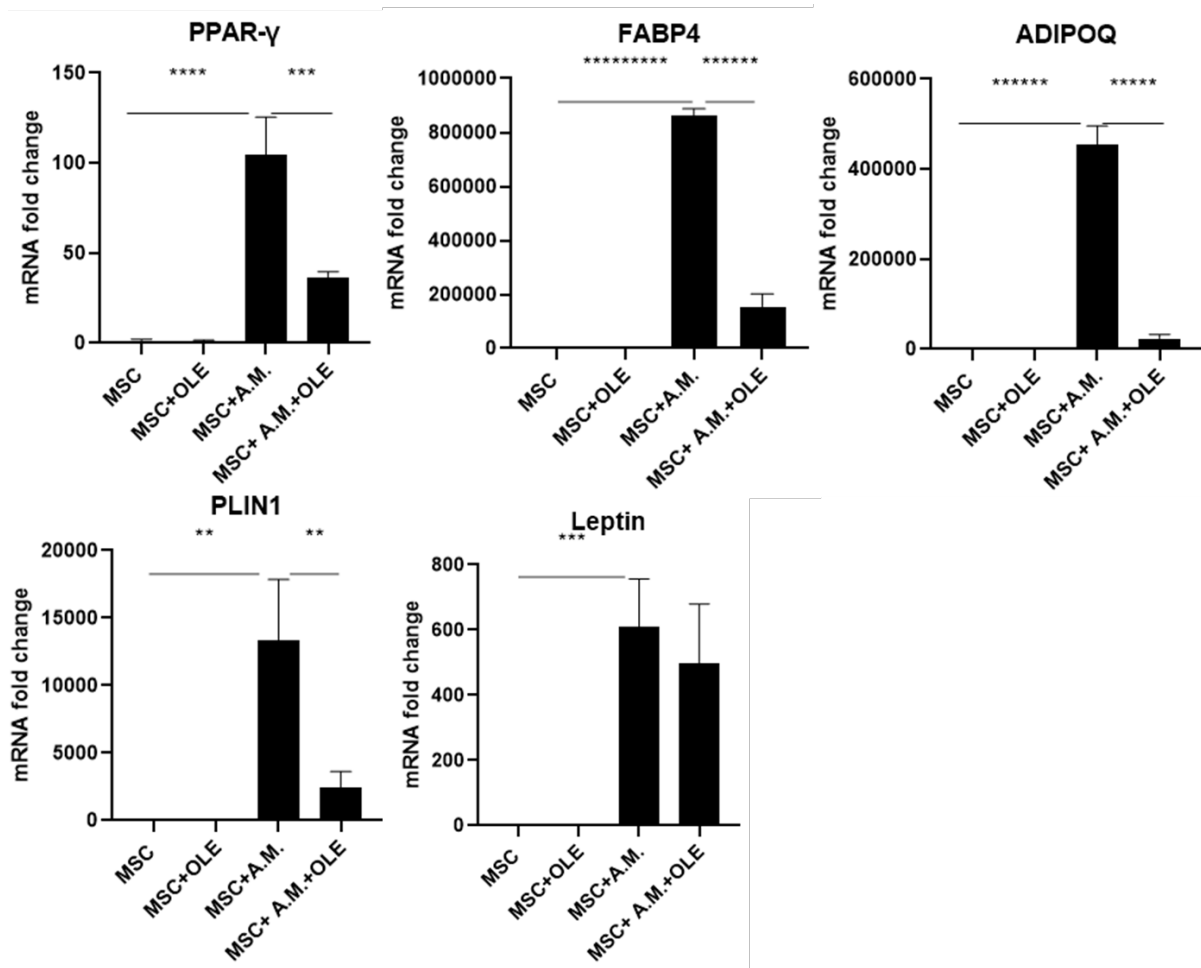 PPAR-γ
**** ***
mRNA fold change
150
100
50
0
MSC
MSC+OLE
MSC+A.M.
MSC+ A.M.+OLE
FABP4
********* ******
mRNA fold change
1000000
800000
600000
400000
200000
0
MSC
MSC+OLE
MSC+A.M.
MSC+ A.M.+OLE
ADIPOQ
****** *****
mRNA fold change
600000
400000
200000
0
MSC
MSC+OLE
MSC+A.M.
MSC+ A.M.+OLE
PLIN1
** **
mRNA fold change
20000
15000
10000
5000
0
MSC
MSC+OLE
MSC+A.M.
MSC+ A.M.+OLE
Leptin
***
mRNA fold change
800
600
400
200
0
MSC
MSC+OLE
MSC+A.M.
MSC+ A.M.+OLE